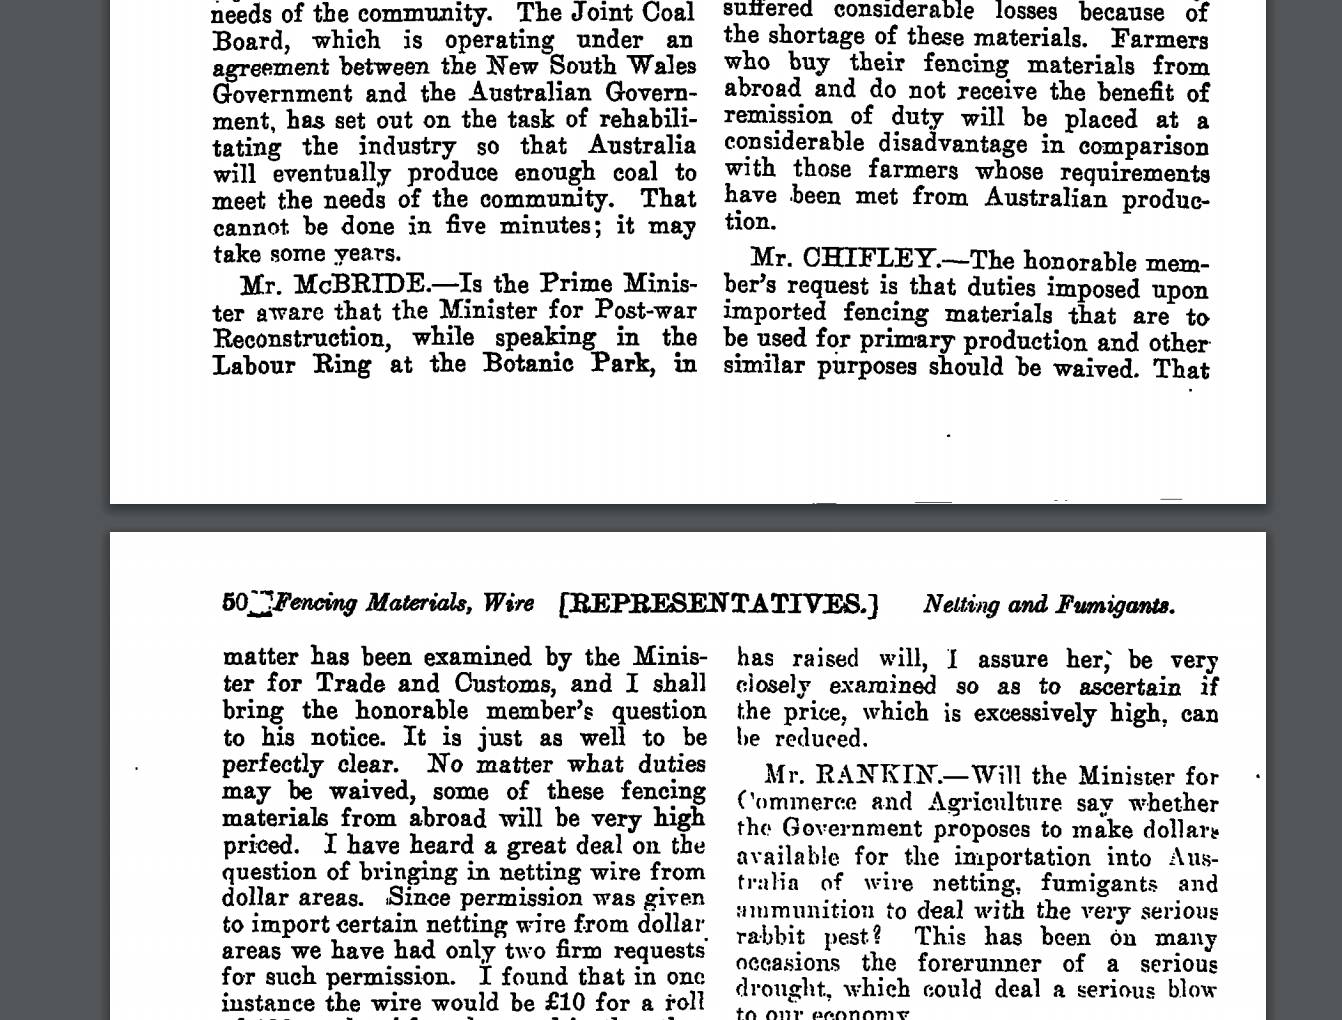 needs of the community. The Joint Coal
Board, which is operating under an
agreement between the New South Wales
Government and the Australian Govern-
ment, has set out on the task of rehabili-
tating the industry so that Australia
will eventually produce enough coal to
meet the needs of the community. That
cannot be done in five minutes; it may
take some years.
Mr. McBRIDE.—Is the Prime Minis-
ter aware that the Minister for Post-war
Reconstruction, while speaking in the
Labour Ring at the Botanic Park, in
suffered considerable losses because of
the shortage of these materials. Farmers
who buy their fencing materials from
abroad and do not receive the benefit of
remission of duty will be placed at a
considerable disadvantage in comparison
with those farmers whose requirements
have been met from Australian produc-
tion.
Mr. CHIFLEY.—The honorable mem-
ber's request is that duties imposed upon
imported fencing materials that are to
be used for primary production and other
similar purposes should be waived. That
50 Fencing Materials, Wire [REPRESENTATIVES.] Netting and Fumigants.
matter has been examined by the Minis-
ter for Trade and Customs, and I shall
bring the honorable member's question
to his notice. It is just as well to be
perfectly clear. No matter what duties
may be waived, some of these fencing
materials from abroad will be very high
priced. I have heard a great deal on the
question of bringing in netting wire from
dollar areas. Since permission was given
to import certain netting wire from dollar
areas we have had only two firm requests
for such permission. I found that in one
instance the wire would be £10 for a roll
has raised will, I assure her, be very
closely examined so as to ascertain if
the price, which is excessively high, can
be reduced.
Mr. RANKIN.—Will the Minister for
Commerce and Agriculture say whether
the Government proposes to make dollars
available for the importation into Aus-
tralia of wire netting, fumigants and
ammunition to deal with the very serious
rabbit pest? This has been on many
occasions the forerunner of a serious
drought, which could deal a serious blow
to our economy